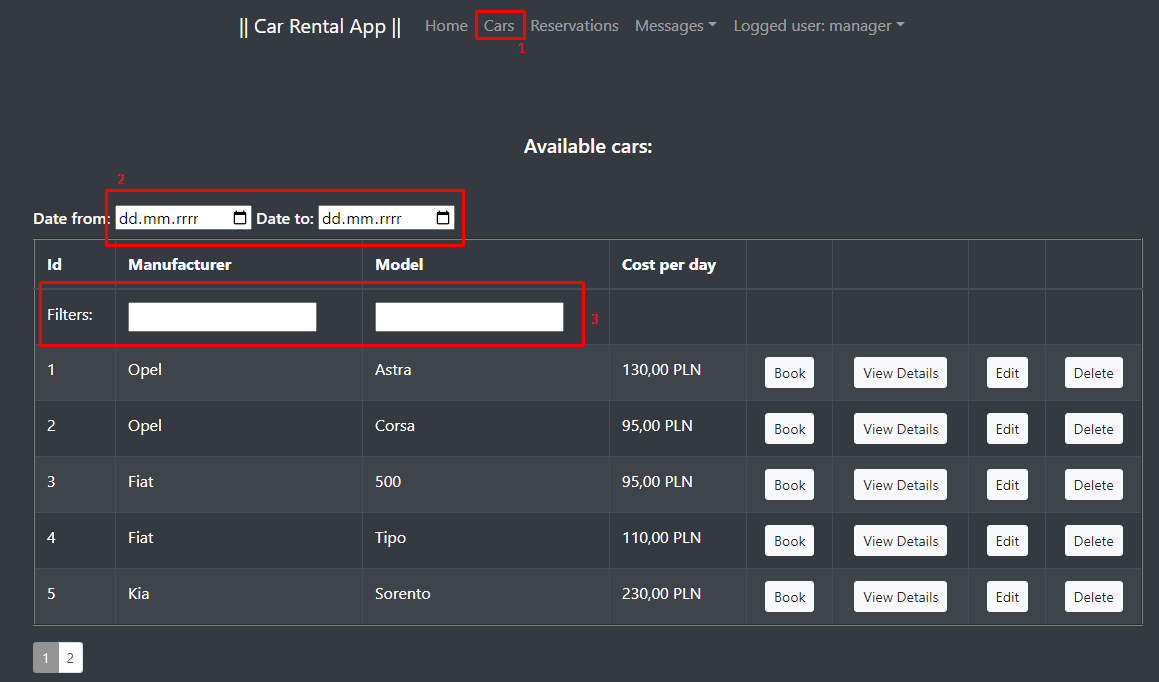 || Car Rental App || Home Cars Reservations Messages Logged user: manager
1
Available cars:
2
Date from: dd.mm.rrrr Date to: dd.mm.rrrr
Id Manufacturer Model Cost per day
Filters:
3
1 Opel Astra 130,00 PLN Book View Details Edit Delete
2 Opel Corsa 95,00 PLN Book View Details Edit Delete
3 Fiat 500 95,00 PLN Book View Details Edit Delete
4 Fiat Tipo 110,00 PLN Book View Details Edit Delete
5 Kia Sorento 230,00 PLN Book View Details Edit Delete
1 2